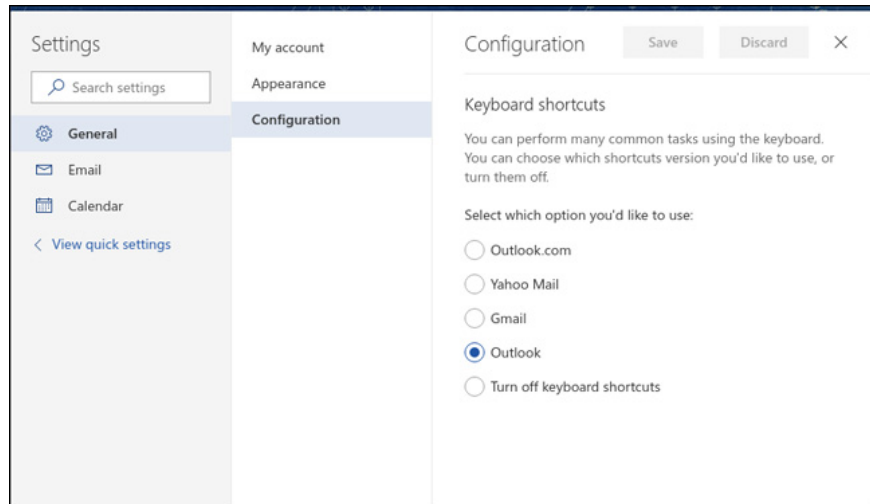 Settings
Search settings
General
Email
Calendar
View quick settings
My account
Appearance
Configuration
Configuration
Save
Discard
Keyboard shortcuts
You can perform many common tasks using the keyboard.
You can choose which shortcuts version you'd like to use, or
turn them off.
Select which option you'd like to use:
Outlook.com
Yahoo Mail
Gmail
Outlook
Turn off keyboard shortcuts